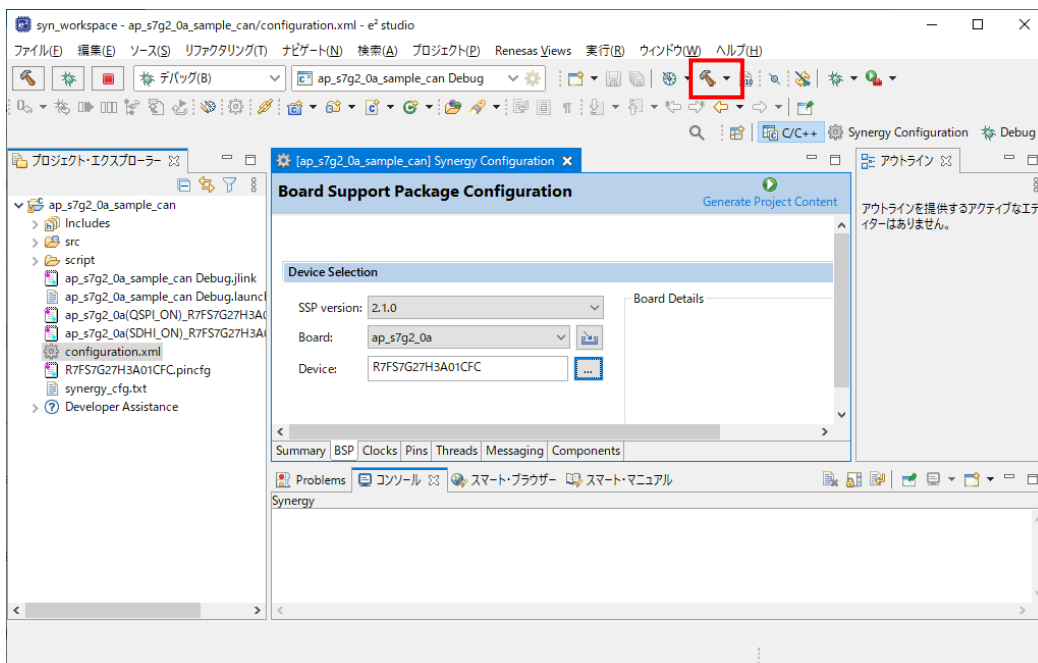 syn_workspace - ap_s7g2_0a_sample_can/configuration.xml - e² studio
ファイル(F) 編集(E) ソース(S) リファクタリング(T) ナビゲート(N) 検索(A) プロジェクト(P) Renesas Views 実行(R) ウィンドウ(W) ヘルプ(H)
デバッグ(B) ap_s7g2_0a_sample_can Debug
C/C++ Synergy Configuration Debug
プロジェクト・エクスプローラー
ap_s7g2_0a_sample_can
Includes
src
script
ap_s7g2_0a_sample_can Debug.jlink
ap_s7g2_0a_sample_can Debug.launcl
ap_s7g2_0a(QSPI_ON)_R7FS7G27H3A(
ap_s7g2_0a(SDHI_ON)_R7FS7G27H3A(
configuration.xml
R7FS7G27H3A01CFC.pincfg
synergy_cfg.txt
Developer Assistance
[ap_s7g2_0a_sample_can] Synergy Configuration
Board Support Package Configuration
Generate Project Content
Device Selection
SSP version: 2.1.0
Board: ap_s7g2_0a
Device: R7FS7G27H3A01CFC ...
Board Details
Summary BSP Clocks Pins Threads Messaging Components
アウトライン
アウトラインを提供するアクティブなエデ
ィターはありません。
Problems コンソール スマート・ブラウザー スマート・マニュアル
Synergy